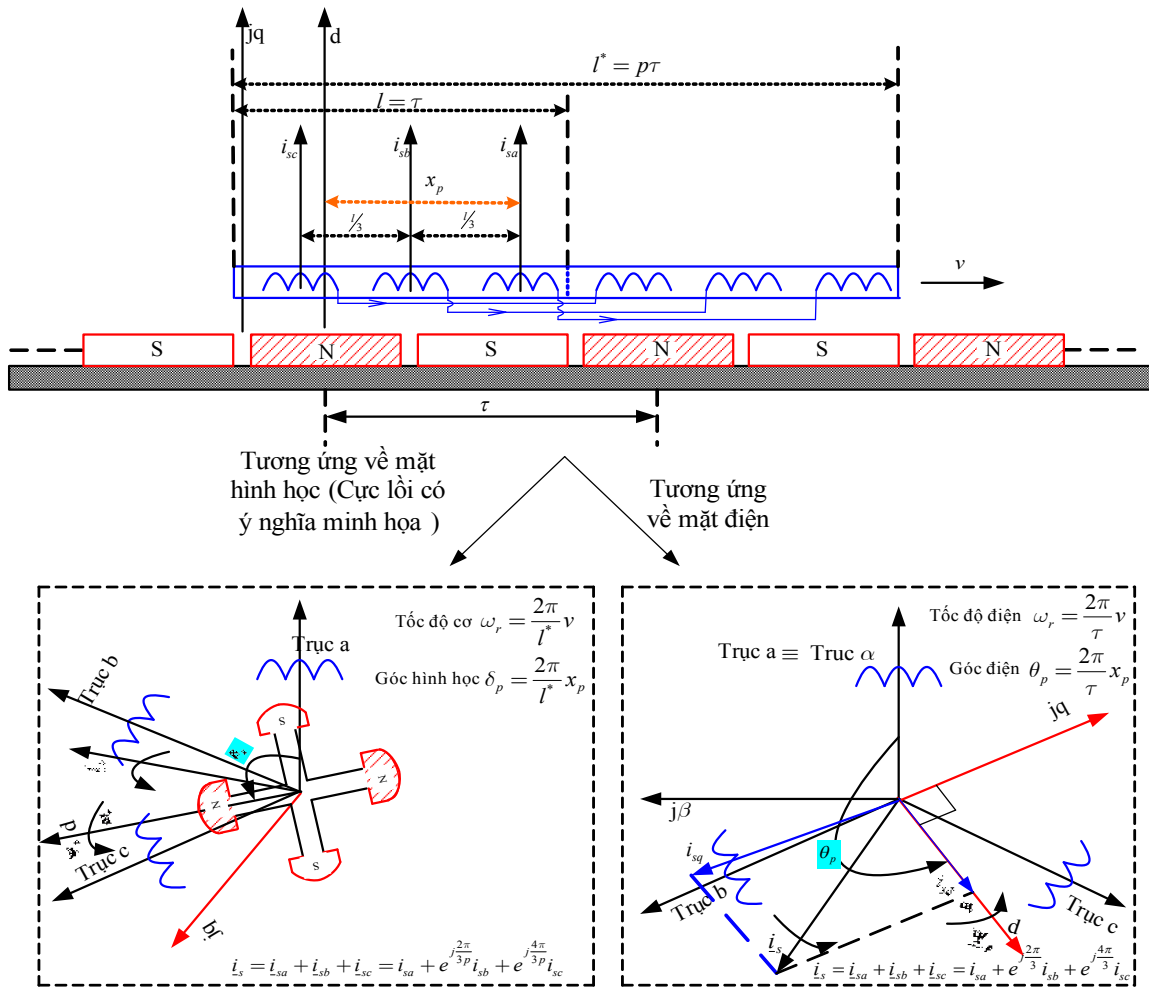 jq
d
l* = pτ
l = τ
i_sc
i_sb
i_sa
x_p
l/3
l/3
v
S
N
S
N
S
N
τ
Tương ứng về mặt
hình học (Cực lồi có
ý nghĩa minh họa )
Tương ứng
về mặt điện
Tốc độ cơ ω_r = (2π/l*) v
Trục a
Góc hình học δ_p = (2π/l*) x_p
Trục b
S
N
N
S
d
Trục c
jq
i_s = i_sa + i_sb + i_sc = i_sa + e^{j2π/3p} i_sb + e^{j4π/3p} i_sc
Tốc độ điện ω_r = (2π/τ) v
Trục a ≡ Truc α
Góc điện θ_p = (2π/τ) x_p
jq
jβ
i_sq
θ_p
Trục b
Trục c
d
i_s
i_s = i_sa + i_sb + i_sc = i_sa + e^{j2π/3} i_sb + e^{j4π/3} i_sc